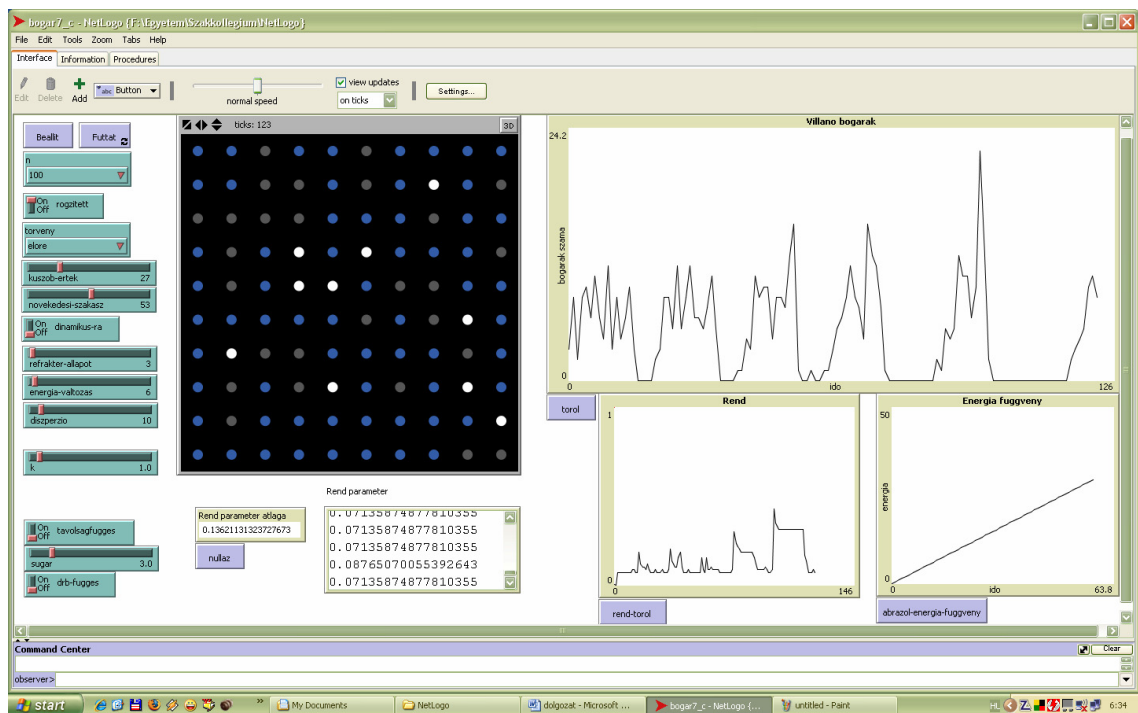 bogar7_c - NetLogo {F:\Egyetem\Szakkollegium\NetLogo}
File Edit Tools Zoom Tabs Help
Interface Information Procedures
Edit Delete Add abc Button normal speed view updates on ticks Settings...
Beallit Futtat
n
100
On Off rogzitett
torveny
elore
kuszob-ertek 27
novekedesi-szakasz 53
On Off dinamikus-ra
refrakter-allapot 3
energia-valtozas 6
diszperzio 10
k 1.0
On Off tavolsagfugges
sugar 3.0
On Off drb-fugges
ticks: 123 3D
Rend parameter atlaga
0.13621131323727673
nullaz
Rend parameter
0.07135874877810355
0.07135874877810355
0.07135874877810355
0.08765070055392643
0.07135874877810355
Villano bogarak
24.2
bogarak szama
0
0 ido 126
torol
Rend
1
0
0 146
rend-torol
Energia fuggveny
50
energia
0
0 ido 63.8
abrazol-energia-fuggveny
Command Center Clear
observer>
start » My Documents NetLogo dolgozat - Microsoft ... bogar7_c - NetLogo {... untitled - Paint HL 6:34